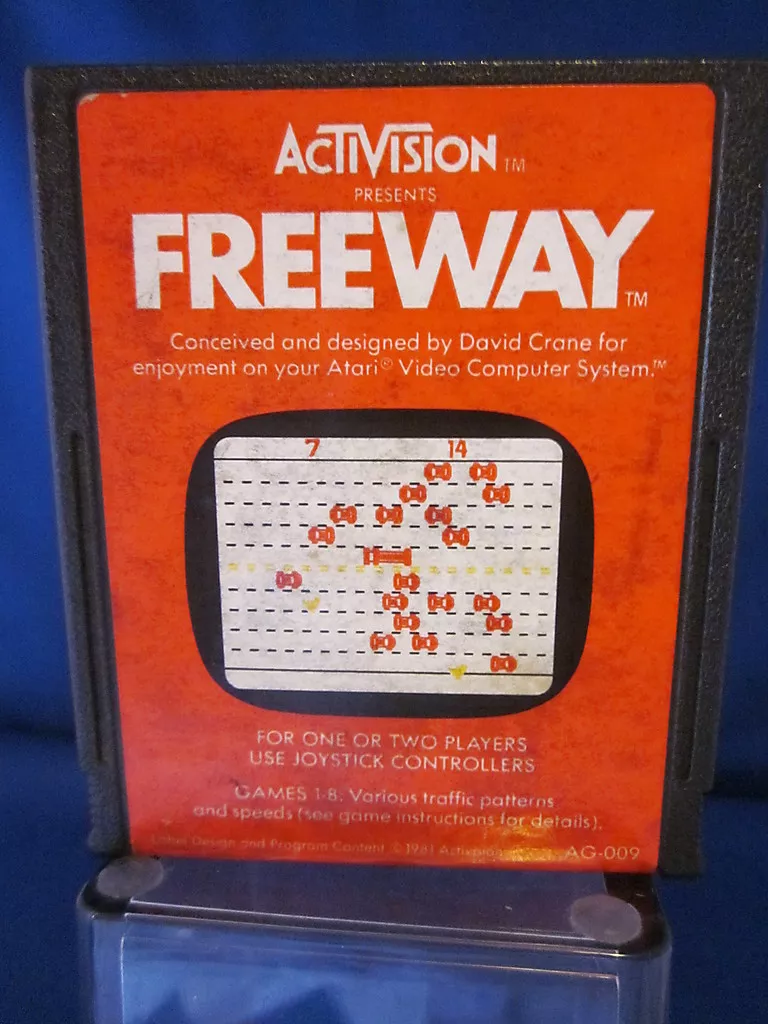 ACTIVISION TM
PRESENTS
FREEWAY TM
Conceived and designed by David Crane for
enjoyment on your Atari® Video Computer System.™
7 14
FOR ONE OR TWO PLAYERS
USE JOYSTICK CONTROLLERS
GAMES 1-8: Various traffic patterns
and speeds (see game instructions for details).
Design and Program Content © 1981 AG-009